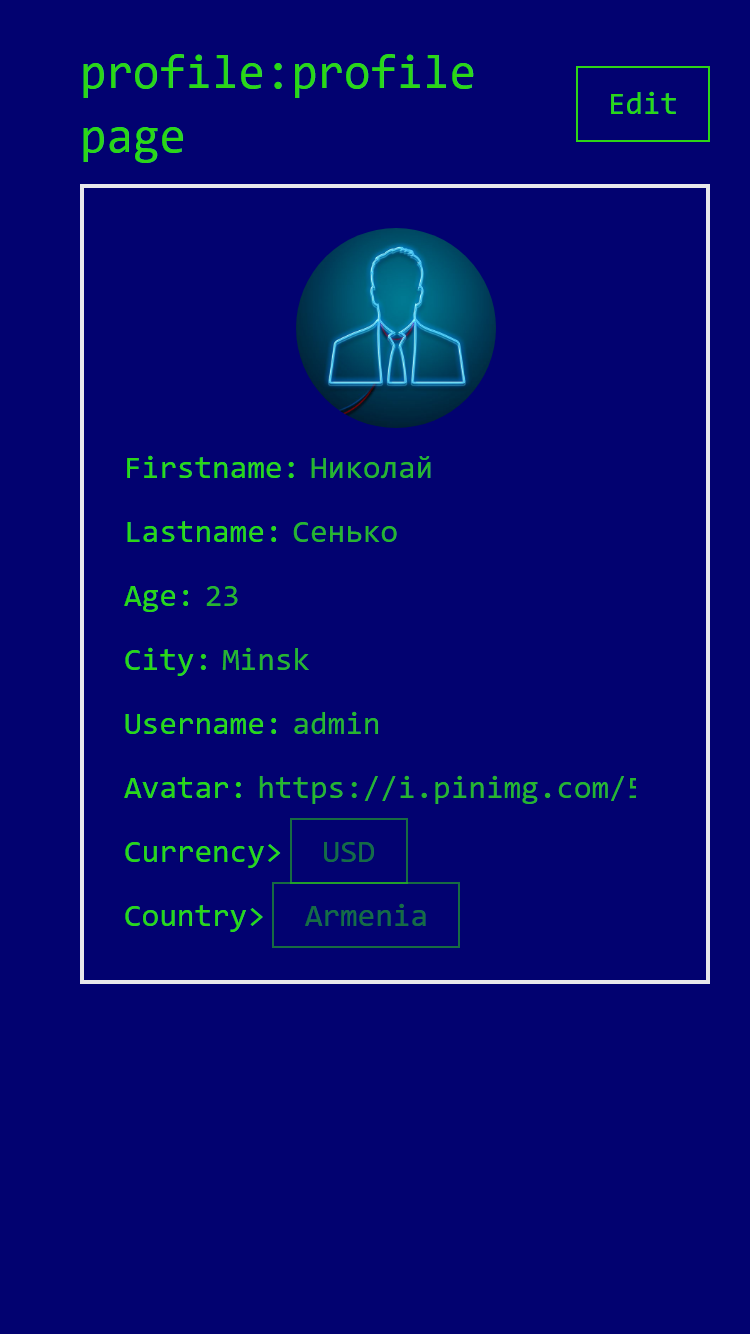 profile:profile
page
Edit
Firstname: Николай
Lastname: Сенько
Age: 23
City: Minsk
Username: admin
Avatar: https://i.pinimg.com/5
Currency> USD
Country> Armenia